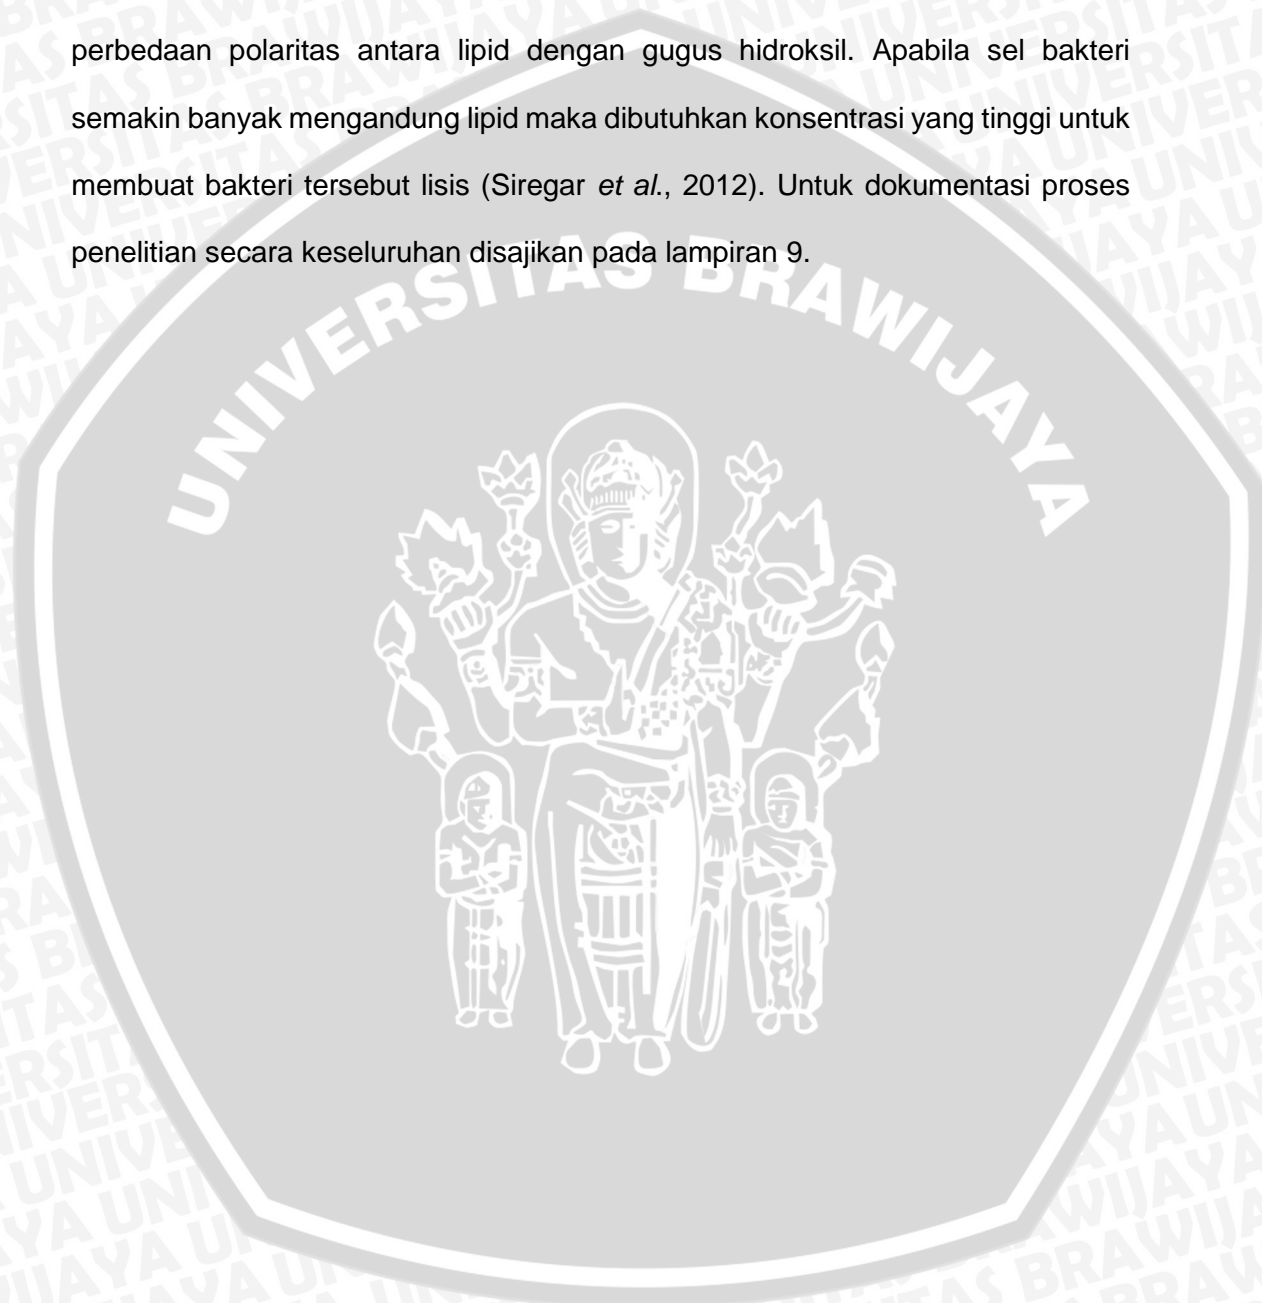 perbedaan polaritas antara lipid dengan gugus hidroksil. Apabila sel bakteri
semakin banyak mengandung lipid maka dibutuhkan konsentrasi yang tinggi untuk
membuat bakteri tersebut lisis (Siregar et al., 2012). Untuk dokumentasi proses
penelitian secara keseluruhan disajikan pada lampiran 9.
UNIVERSITAS BRAWIJAYA